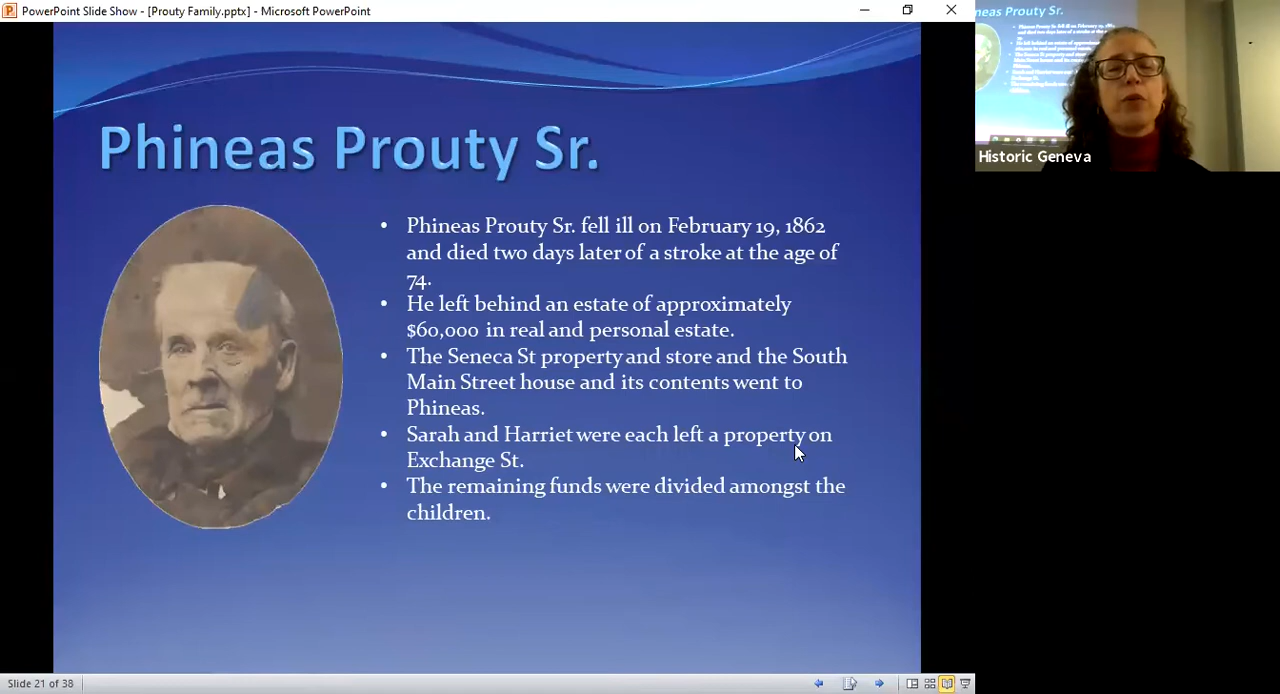 PowerPoint Slide Show - [Prouty Family.pptx] - Microsoft PowerPoint
Phineas Prouty Sr.
• Phineas Prouty Sr. fell ill on February 19, 1862
and died two days later of a stroke at the age of
74.
• He left behind an estate of approximately
$60,000 in real and personal estate.
• The Seneca St property and store and the South
Main Street house and its contents went to
Phineas.
• Sarah and Harriet were each left a property on
Exchange St.
• The remaining funds were divided amongst the
children.
Slide 21 of 38
neas Prouty Sr.
Historic Geneva